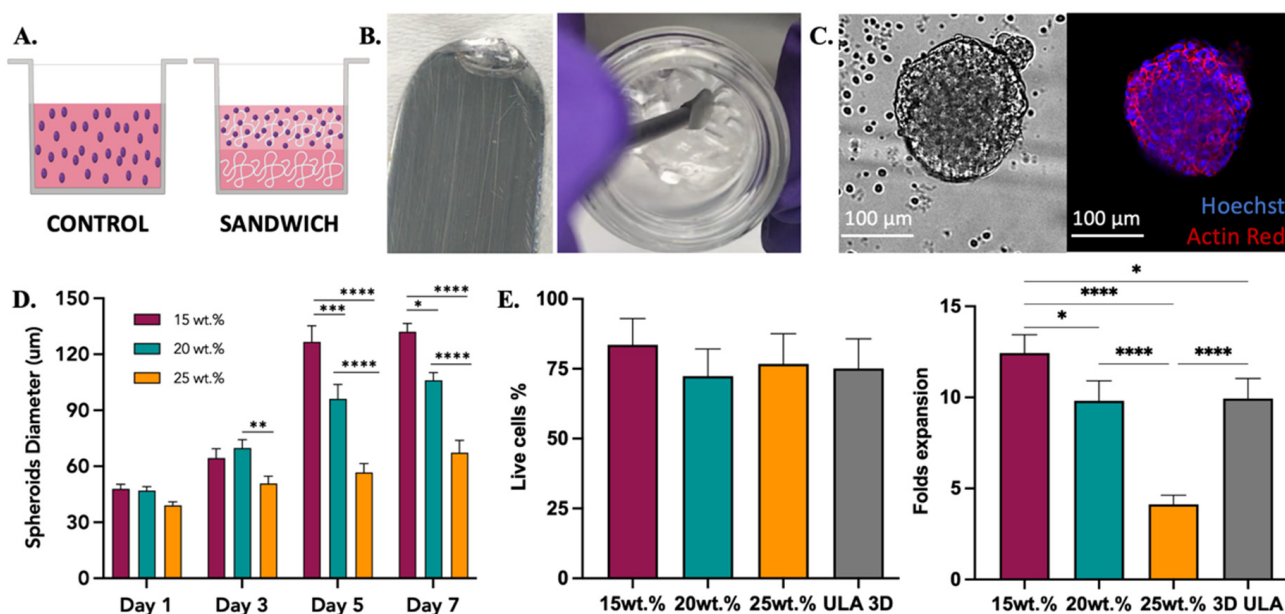 A.
CONTROL
SANDWICH
B.
C.
100 µm
100 µm
Hoechst
Actin Red
D.
Spheroids Diameter (um)
150
120
90
60
30
0
15 wt.%
20 wt.%
25 wt.%
**
***
****
****
*
****
****
Day 1
Day 3
Day 5
Day 7
E.
Live cells %
100
75
50
25
0
15wt.%
20wt.%
25wt.%
ULA 3D
Folds expansion
15
10
5
0
*
****
*
****
****
15wt.%
20wt.%
25wt.%
3D ULA